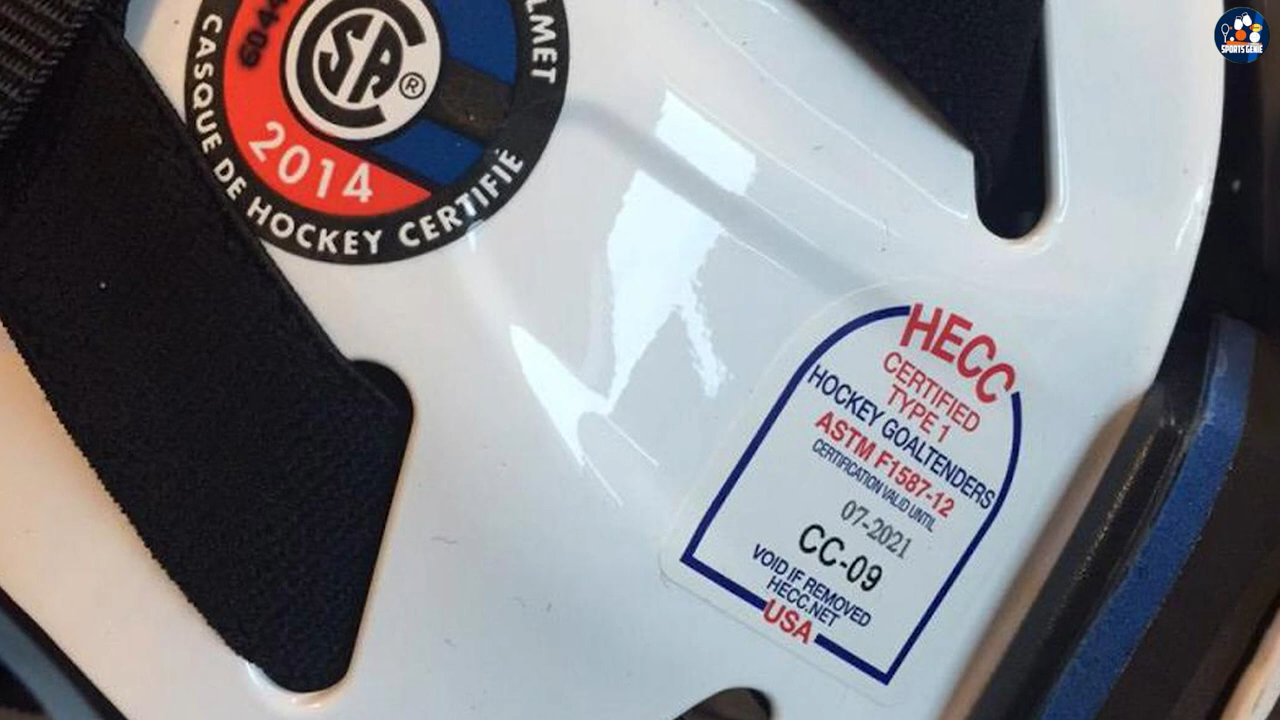 SPORTS GENIE
CSA®
2014
CASQUE DE HOCKEY CERTIFIÉ
HECC
CERTIFIED
TYPE 1
HOCKEY GOALTENDERS
ASTM F1587-12
CERTIFICATION VALID UNTIL
07-2021
CC-09
VOID IF REMOVED
HECC.NET
USA